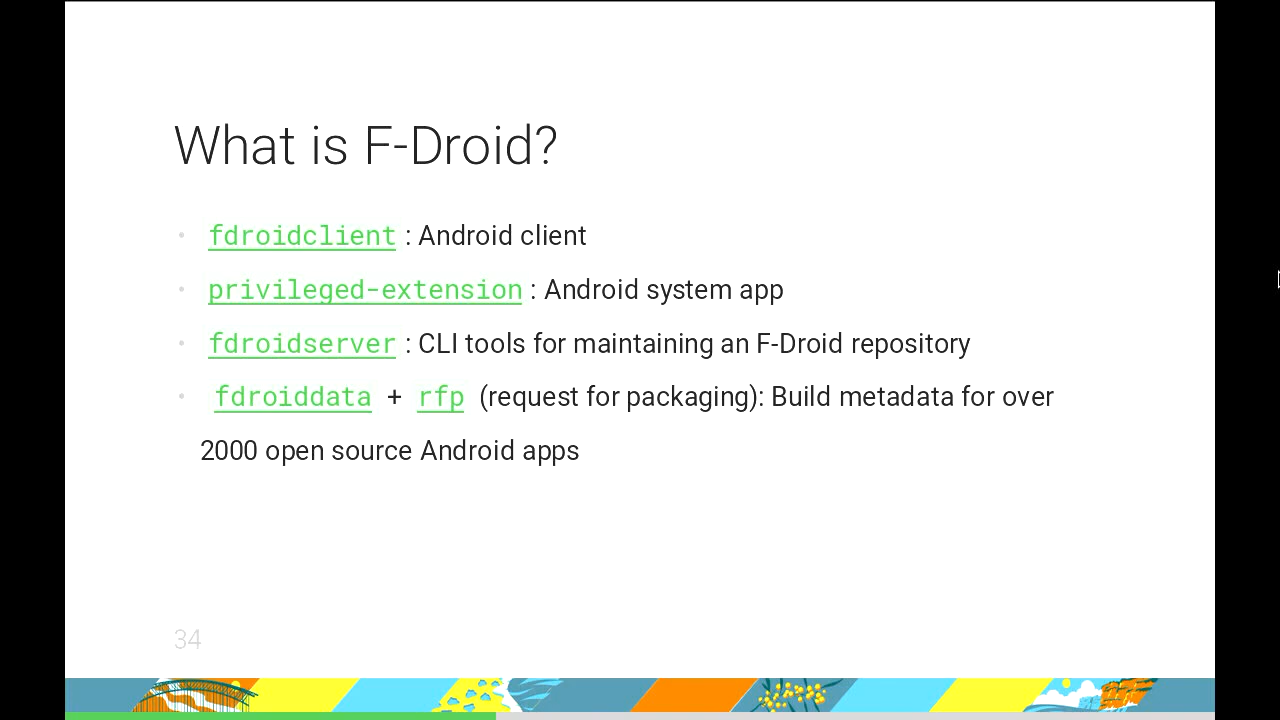 What is F-Droid?
• fdroidclient : Android client
• privileged-extension : Android system app
• fdroidserver : CLI tools for maintaining an F-Droid repository
• fdroiddata + rfp (request for packaging): Build metadata for over
2000 open source Android apps
34